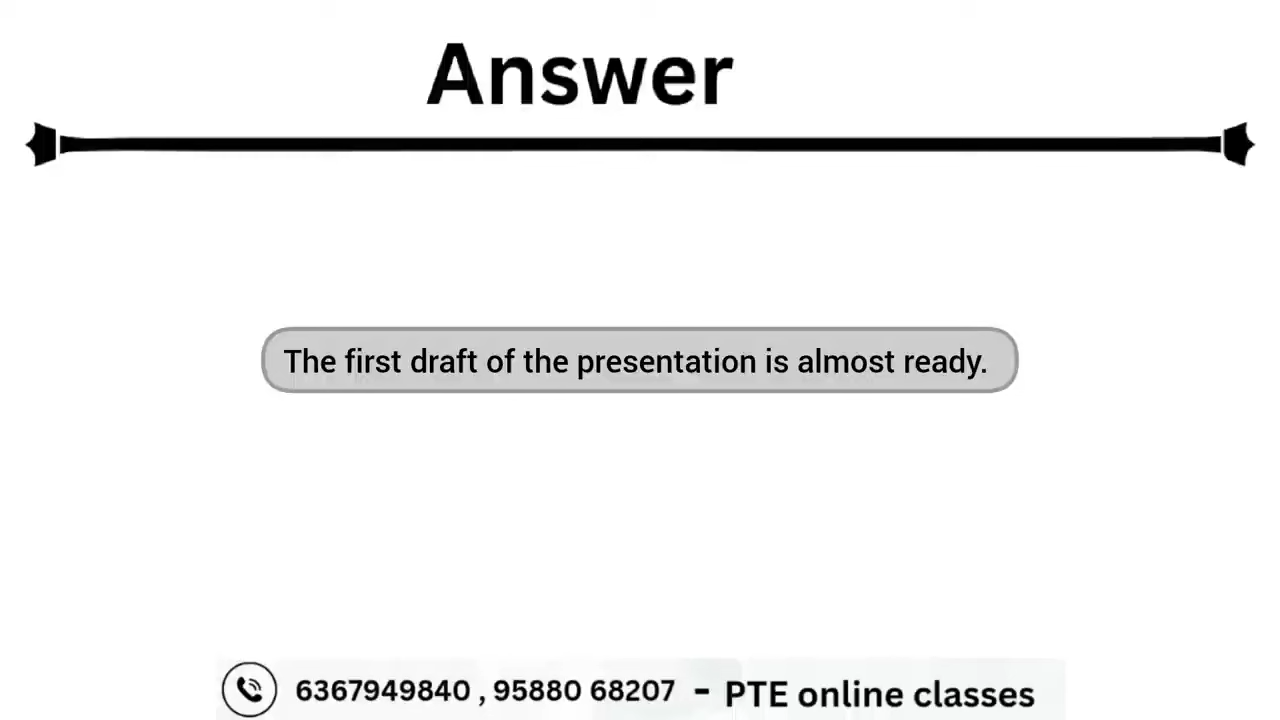 Answer
The first draft of the presentation is almost ready.
6367949840 , 95880 68207 - PTE online classes